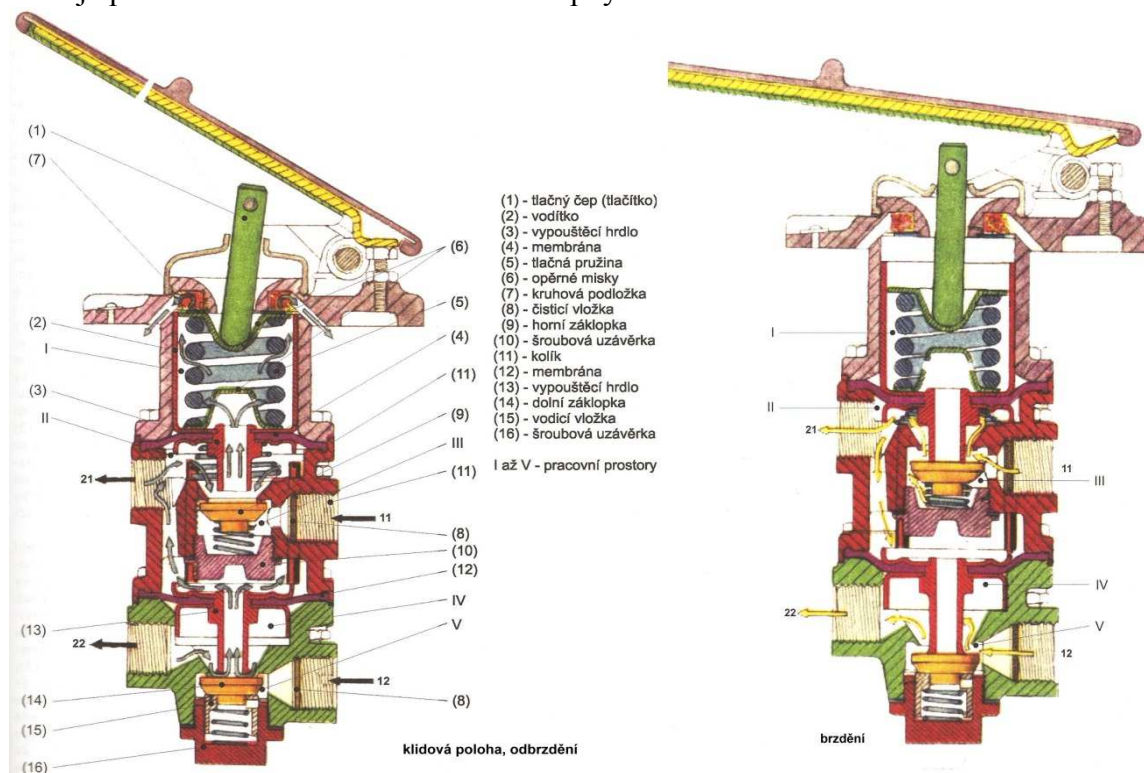 (1)
(7)
(2)
I
(3)
II
21
22
(13)
(14)
(15)
(16)
(6)
(5)
(4)
(11)
(9)
III
(11)
11
(8)
(10)
(12)
IV
V
12
(8)
klidová poloha, odbrzdění
(1) - tlačný čep (tlačítko)
(2) - vodítko
(3) - vypouštěcí hrdlo
(4) - membrána
(5) - tlačná pružina
(6) - opěrné misky
(7) - kruhová podložka
(8) - čisticí vložka
(9) - horní záklopka
(10) - šroubová uzávěrka
(11) - kolík
(12) - membrána
(13) - vypouštěcí hrdlo
(14) - dolní záklopka
(15) - vodicí vložka
(16) - šroubová uzávěrka
I až V - pracovní prostory
I
II
21
11
III
IV
22
V
12
brzdění